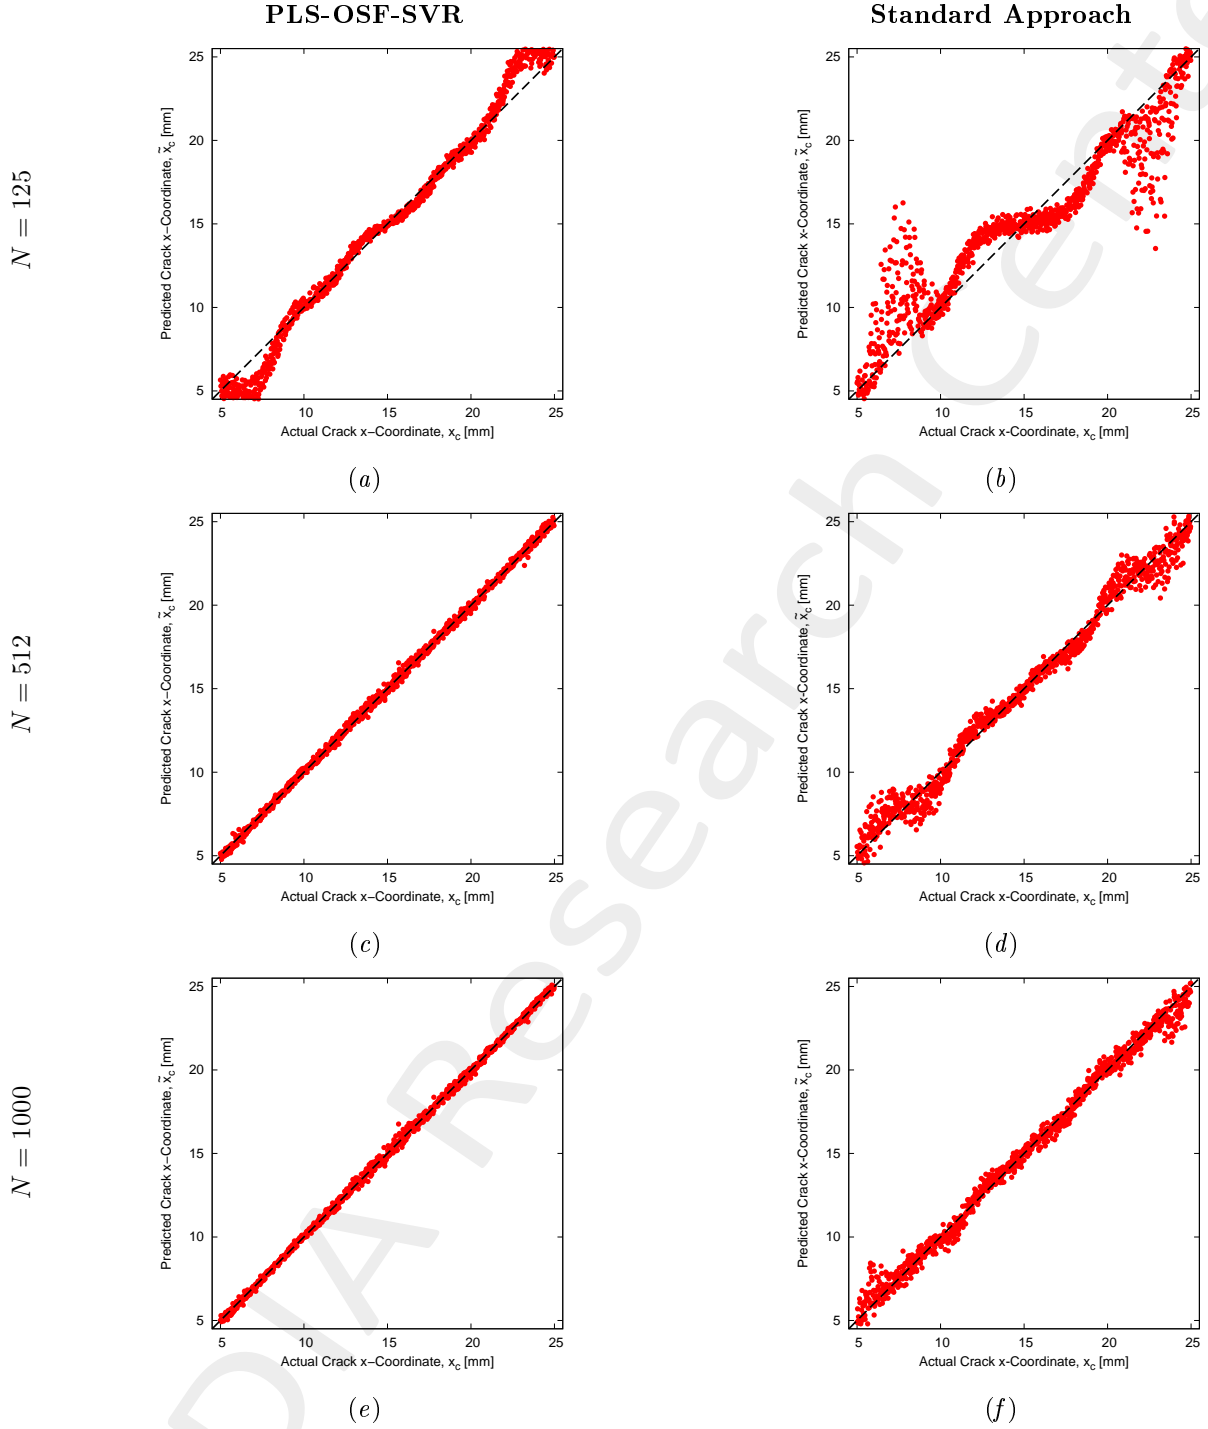 PLS-OSF-SVR
Standard Approach
N = 125
25
20
15
10
5
5 10 15 20 25
Predicted Crack x−Coordinate, x̃c [mm]
Actual Crack x−Coordinate, xc [mm]
(a)
25
20
15
10
5
5 10 15 20 25
Predicted Crack x-Coordinate, x̃c [mm]
Actual Crack x-Coordinate, xc [mm]
(b)
N = 512
25
20
15
10
5
5 10 15 20 25
Predicted Crack x−Coordinate, x̃c [mm]
Actual Crack x−Coordinate, xc [mm]
(c)
25
20
15
10
5
5 10 15 20 25
Predicted Crack x-Coordinate, x̃c [mm]
Actual Crack x-Coordinate, xc [mm]
(d)
N = 1000
25
20
15
10
5
5 10 15 20 25
Predicted Crack x−Coordinate, x̃c [mm]
Actual Crack x−Coordinate, xc [mm]
(e)
25
20
15
10
5
5 10 15 20 25
Predicted Crack x-Coordinate, x̃c [mm]
Actual Crack x-Coordinate, xc [mm]
(f)
DIA Research Cente